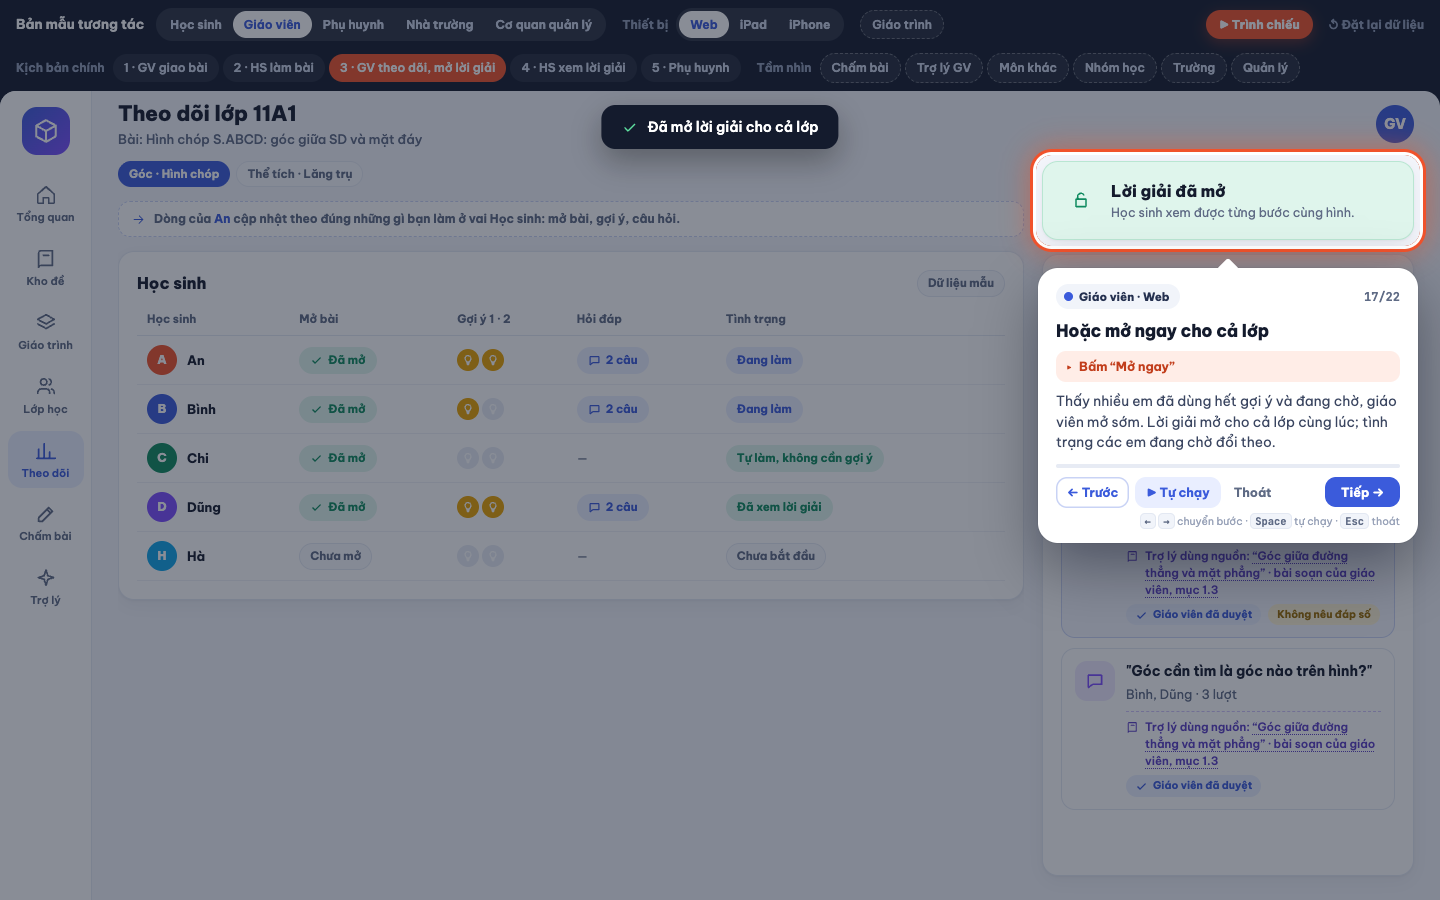 Bản mẫu tương tác
Học sinh
Giáo viên
Phụ huynh
Nhà trường
Cơ quan quản lý
Thiết bị
Web
iPad
iPhone
Giáo trình
Trình chiếu
Đặt lại dữ liệu
Kịch bản chính
1 · GV giao bài
2 · HS làm bài
3 · GV theo dõi, mở lời giải
4 · HS xem lời giải
5 · Phụ huynh
Tầm nhìn
Chấm bài
Trợ lý GV
Môn khác
Nhóm học
Trường
Quản lý
Tổng quan
Kho đề
Giáo trình
Lớp học
Theo dõi
Chấm bài
Trợ lý
Theo dõi lớp 11A1
Bài: Hình chóp S.ABCD: góc giữa SD và mặt đáy
Đã mở lời giải cho cả lớp
GV
Góc · Hình chóp
Thể tích · Lăng trụ
→ Dòng của An cập nhật theo đúng những gì bạn làm ở vai Học sinh: mở bài, gợi ý, câu hỏi.
Học sinh
Dữ liệu mẫu
Học sinh Mở bài Gợi ý 1 · 2 Hỏi đáp Tình trạng
A An Đã mở 2 câu Đang làm
B Bình Đã mở 2 câu Đang làm
C Chi Đã mở — Tự làm, không cần gợi ý
D Dũng Đã mở 2 câu Đã xem lời giải
H Hà Chưa mở — Chưa bắt đầu
Lời giải đã mở
Học sinh xem được từng bước cùng hình.
Giáo viên · Web
17/22
Hoặc mở ngay cho cả lớp
Bấm “Mở ngay”
Thấy nhiều em đã dùng hết gợi ý và đang chờ, giáo
viên mở sớm. Lời giải mở cho cả lớp cùng lúc; tình
trạng các em đang chờ đổi theo.
← Trước
Tự chạy
Thoát
Tiếp →
← → chuyển bước · Space tự chạy · Esc thoát
Trợ lý dùng nguồn: “Góc giữa đường
thẳng và mặt phẳng” · bài soạn của giáo
viên, mục 1.3
Giáo viên đã duyệt
Không nêu đáp số
"Góc cần tìm là góc nào trên hình?"
Bình, Dũng · 3 lượt
Trợ lý dùng nguồn: “Góc giữa đường
thẳng và mặt phẳng” · bài soạn của giáo
viên, mục 1.3
Giáo viên đã duyệt